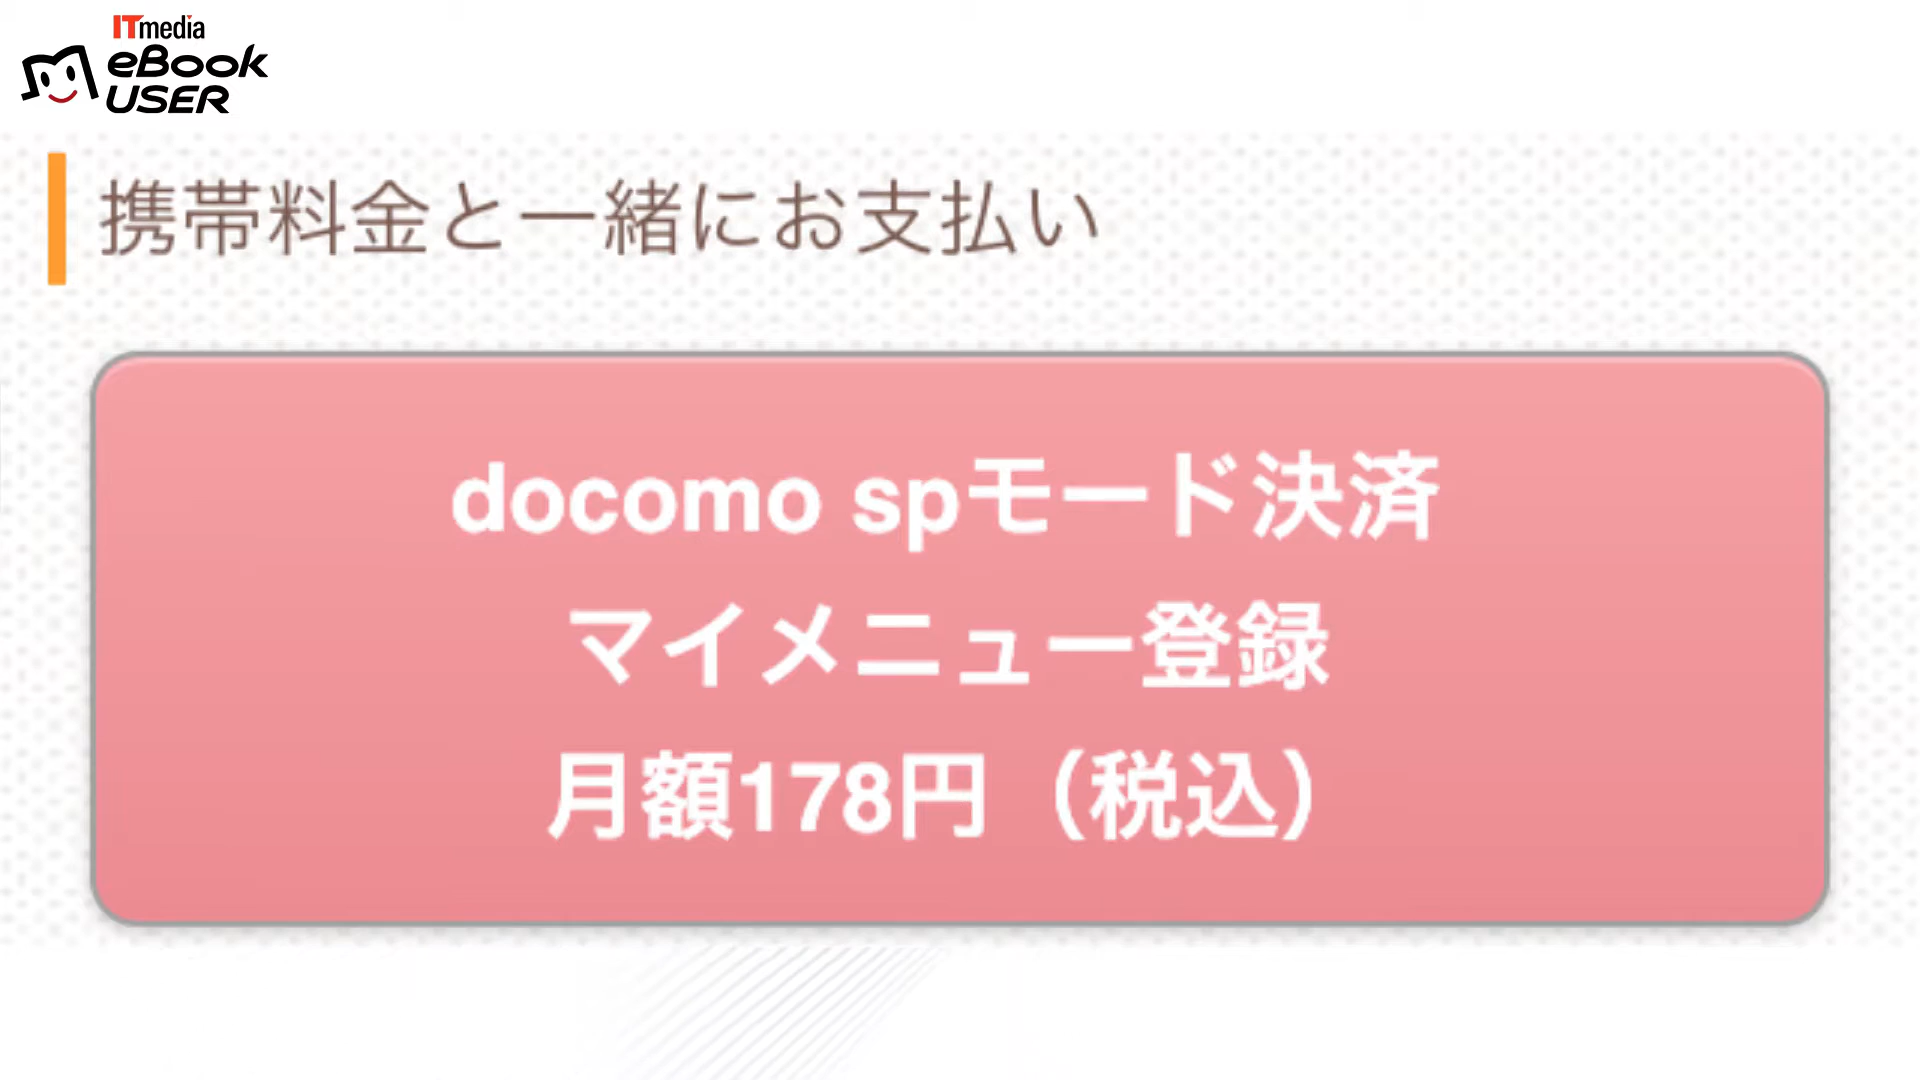 ITmedia
eBook
USER
携帯料金と一緒にお支払い
docomo spモード決済
マイメニュー登録
月額178円（税込）